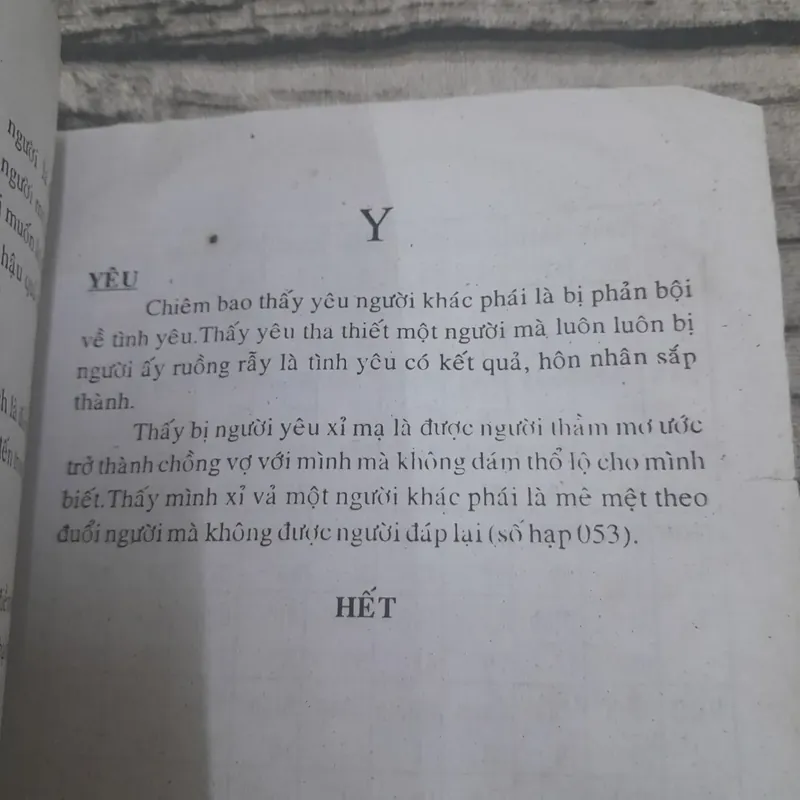 người
người
muốn
hậu
Y
YÊU
Chiêm bao thấy yêu người khác phái là bị phản bội
về tình yêu.Thấy yêu tha thiết một người mà luôn luôn bị
người ấy ruồng rẫy là tình yêu có kết quả, hôn nhân sắp
thành.
Thấy bị người yêu xỉ mạ là được người thầm mơ ước
trở thành chồng vợ với mình mà không dám thổ lộ cho mình
biết.Thấy mình xỉ vả một người khác phái là mê mệt theo
đuổi người mà không được người đáp lại (số hạp 053).
HẾT